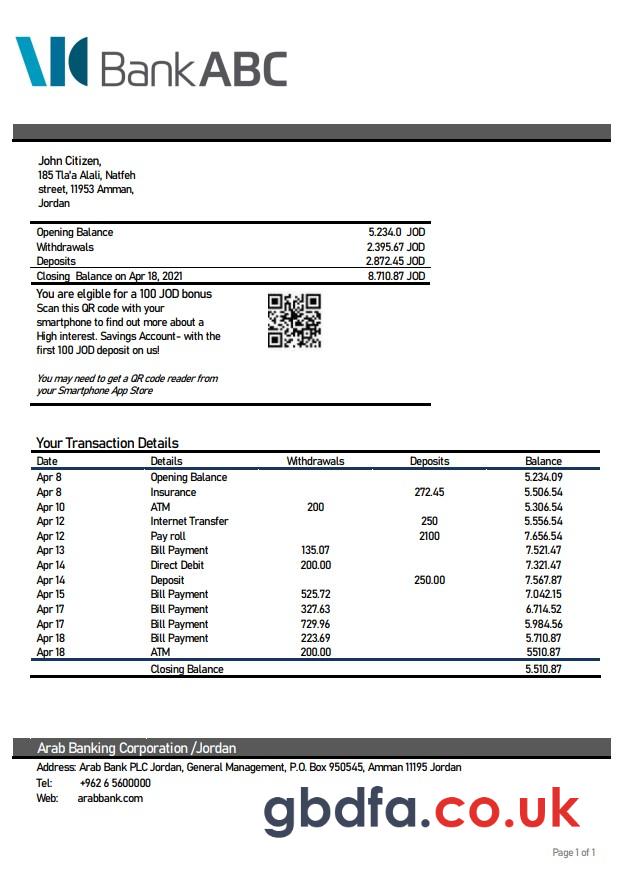 BankABC
John Citizen,
185 Tla'a Alali, Natfeh
street, 11953 Amman,
Jordan
Opening Balance 5.234.0 JOD
Withdrawals 2.395.67 JOD
Deposits 2.872.45 JOD
Closing Balance on Apr 18, 2021 8.710.87 JOD
You are elgible for a 100 JOD bonus
Scan this QR code with your
smartphone to find out more about a
High interest. Savings Account- with the
first 100 JOD deposit on us!
You may need to get a QR code reader from
your Smartphone App Store
Your Transaction Details
Date Details Withdrawals Deposits Balance
Apr 8 Opening Balance 5.234.09
Apr 8 Insurance 272.45 5.506.54
Apr 10 ATM 200 5.306.54
Apr 12 Internet Transfer 250 5.556.54
Apr 12 Pay roll 2100 7.656.54
Apr 13 Bill Payment 135.07 7.521.47
Apr 14 Direct Debit 200.00 7.321.47
Apr 14 Deposit 250.00 7.567.87
Apr 15 Bill Payment 525.72 7.042.15
Apr 17 Bill Payment 327.63 6.714.52
Apr 17 Bill Payment 729.96 5.984.56
Apr 18 Bill Payment 223.69 5.710.87
Apr 18 ATM 200.00 5510.87
Closing Balance 5.510.87
Arab Banking Corporation /Jordan
Address: Arab Bank PLC Jordan, General Management, P.O. Box 950545, Amman 11195 Jordan
Tel: +962 6 5600000
Web: arabbank.com
gbdfa.co.uk
Page 1 of 1